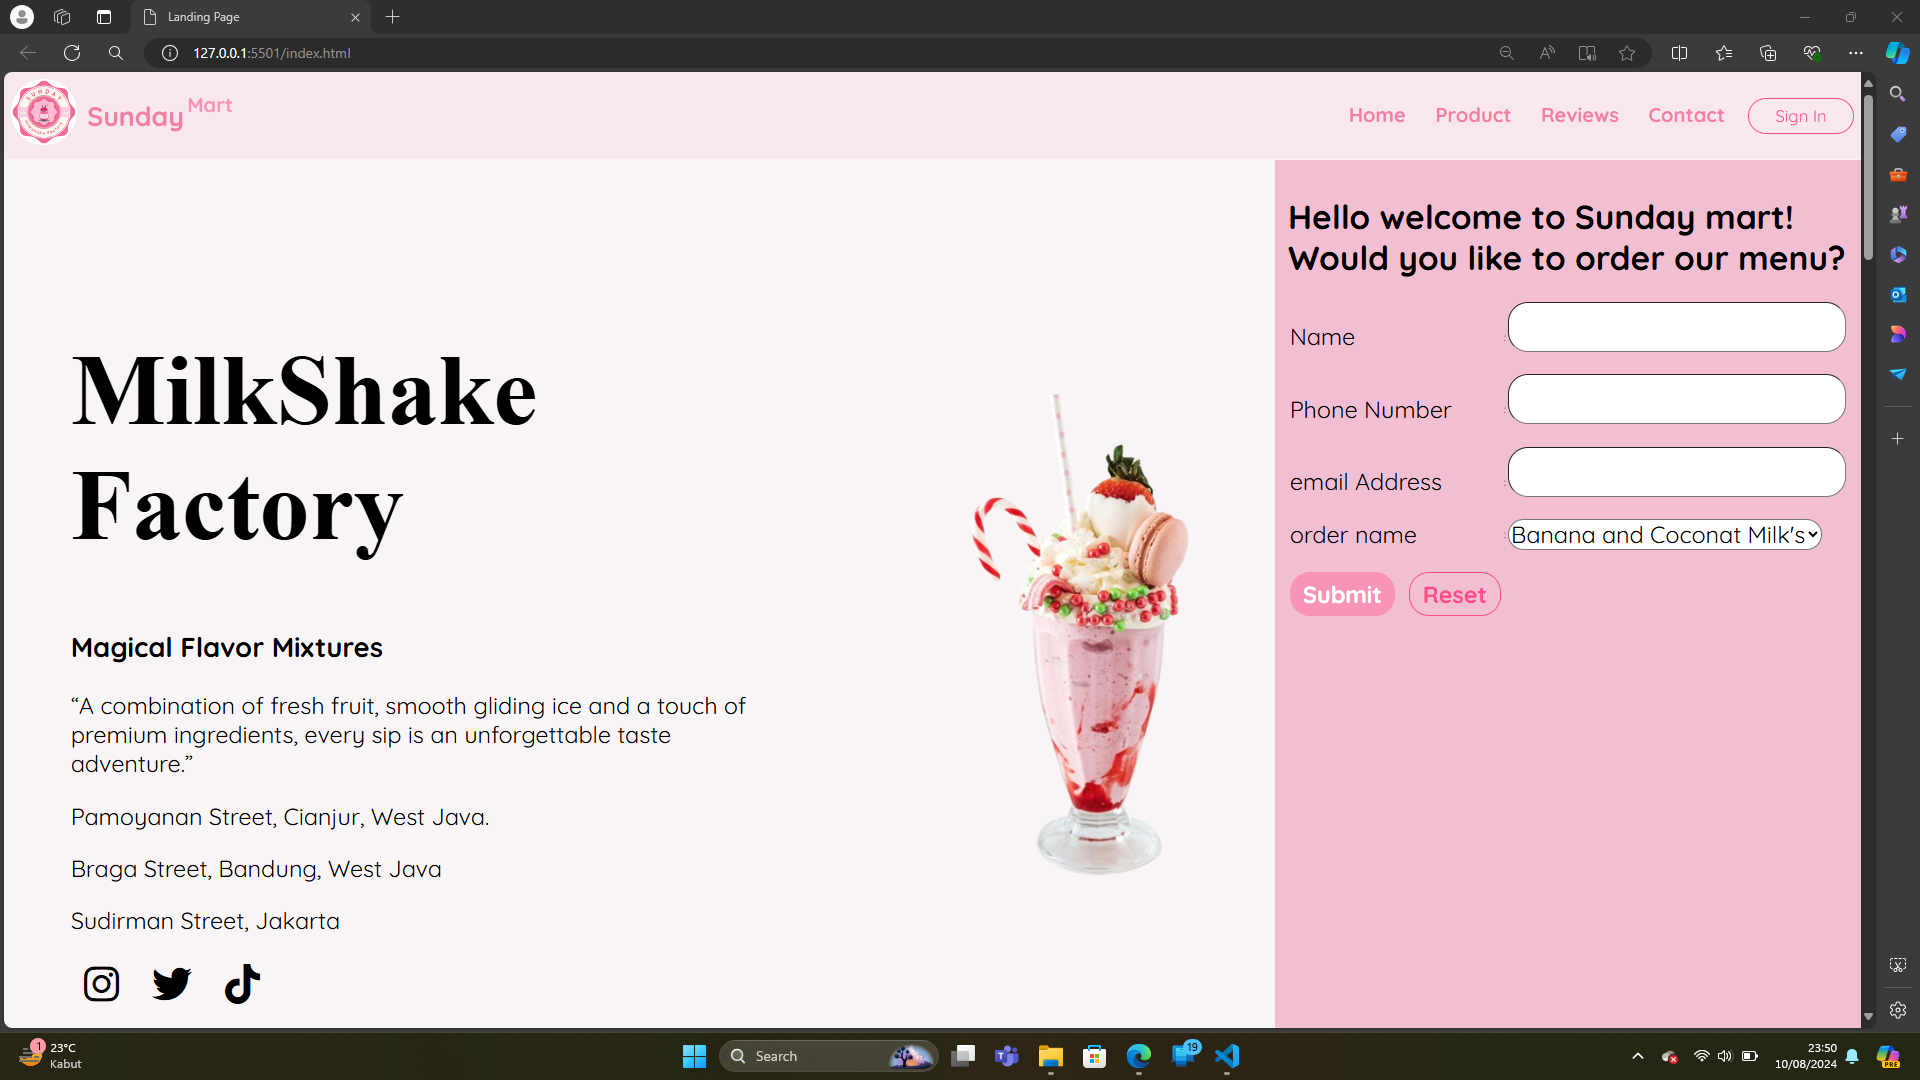 Landing Page
127.0.0.1:5501/index.html
SUNDAY
Sunday Mart
Home Product Reviews Contact Sign In
Hello welcome to Sunday mart!
Would you like to order our menu?
Name :
Phone Number :
email Address :
order name : Banana and Coconat Milk's
Submit Reset
MilkShake
Factory
Magical Flavor Mixtures
“A combination of fresh fruit, smooth gliding ice and a touch of
premium ingredients, every sip is an unforgettable taste
adventure.”
Pamoyanan Street, Cianjur, West Java.
Braga Street, Bandung, West Java
Sudirman Street, Jakarta
1
23°C
Kabut
Search
19
23:50
10/08/2024
PRE